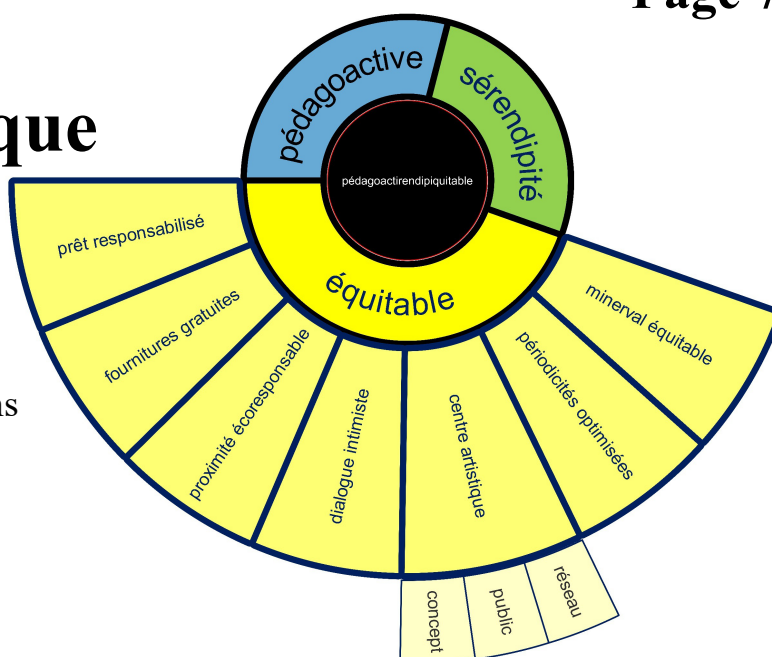 Page
que
pédagoactive
sérendipité
pédagoactirendipiquitable
équitable
prêt responsabilisé
fournitures gratuites
proximité écoresponsable
dialogue intimiste
centre artistique
périodicités optimisées
minerval équitable
ns
concept
public
réseau